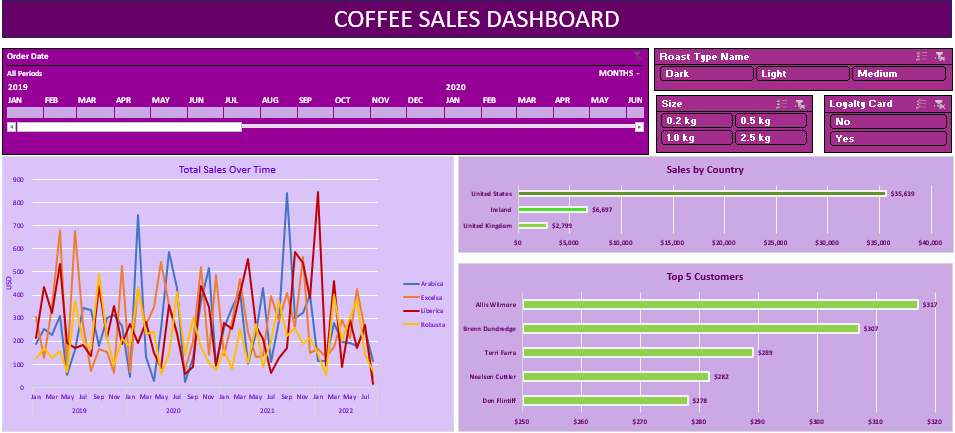 COFFEE SALES DASHBOARD
Order Date
All Periods MONTHS
2019 2020
JAN FEB MAR APR MAY JUN JUL AUG SEP OCT NOV DEC JAN FEB MAR APR MAY JUN
Roast Type Name
Dark Light Medium
Size
0.2 kg 0.5 kg
1.0 kg 2.5 kg
Loyalty Card
No
Yes
Total Sales Over Time
900
800
700
600
500
400
300
200
100
0
USD
Jan Mar May Jul Sep Nov Jan Mar May Jul Sep Nov Jan Mar May Jul Sep Nov Jan Mar May Jul
2019 2020 2021 2022
Arabica
Excelsa
Liberica
Robusta
Sales by Country
United States $35,639
Ireland $6,697
United Kingdom $2,799
$0 $5,000 $10,000 $15,000 $20,000 $25,000 $30,000 $35,000 $40,000
Top 5 Customers
Allis Wilmore $317
Brenn Dundredge $307
Terri Farra $289
Nealson Cuttler $282
Don Flintiff $278
$250 $260 $270 $280 $290 $300 $310 $320